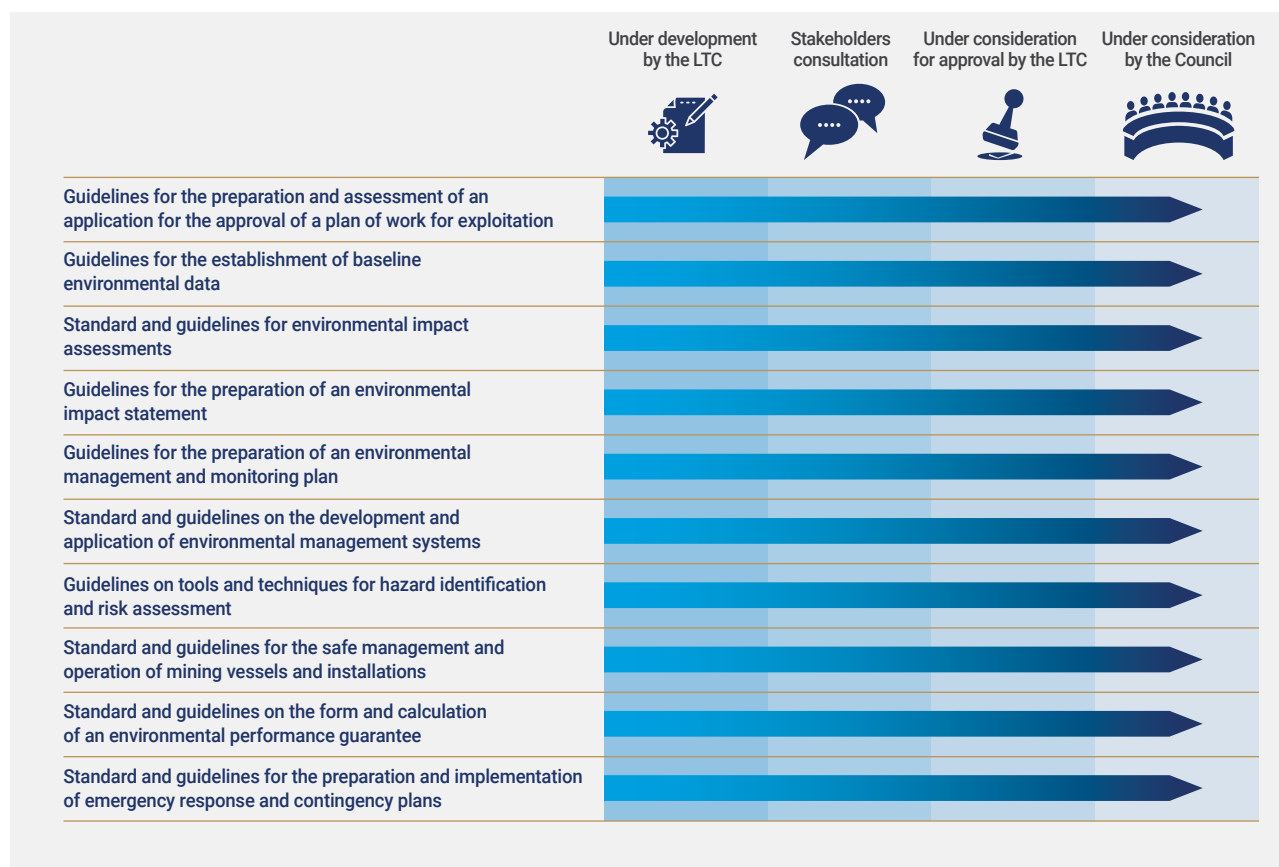 Under development
by the LTC
Stakeholders
consultation
Under consideration
for approval by the LTC
Under consideration
by the Council
Guidelines for the preparation and assessment of an
application for the approval of a plan of work for exploitation
Guidelines for the establishment of baseline
environmental data
Standard and guidelines for environmental impact
assessments
Guidelines for the preparation of an environmental
impact statement
Guidelines for the preparation of an environmental
management and monitoring plan
Standard and guidelines on the development and
application of environmental management systems
Guidelines on tools and techniques for hazard identification
and risk assessment
Standard and guidelines for the safe management and
operation of mining vessels and installations
Standard and guidelines on the form and calculation
of an environmental performance guarantee
Standard and guidelines for the preparation and implementation
of emergency response and contingency plans